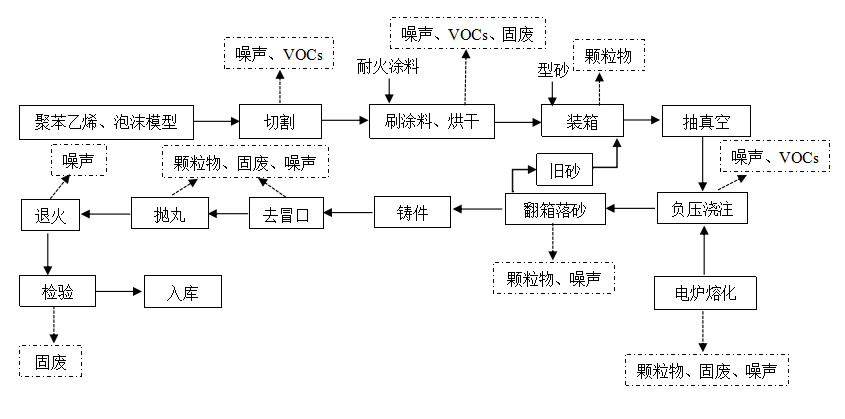 噪声、VOCs、固废
噪声、VOCs
耐火涂料
型砂
颗粒物
聚苯乙烯、泡沫模型
切割
刷涂料、烘干
装箱
抽真空
噪声
颗粒物、固废、噪声
旧砂
噪声、VOCs
退火
抛丸
去冒口
铸件
翻箱落砂
负压浇注
检验
入库
颗粒物、噪声
电炉熔化
固废
颗粒物、固废、噪声